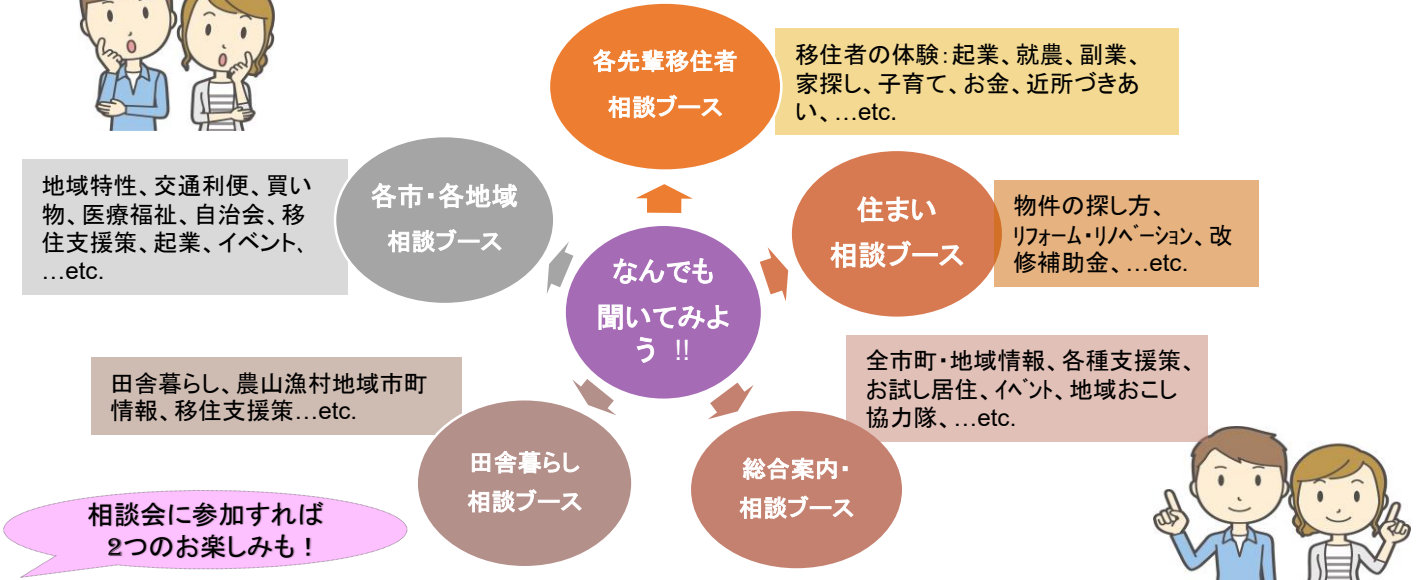 各先輩移住者
相談ブース
移住者の体験:起業、就農、副業、
家探し、子育て、お金、近所づきあ
い、…etc.
地域特性、交通利便、買い
物、医療福祉、自治会、移
住支援策、起業、イベント、
…etc.
各市・各地域
相談ブース
住まい
相談ブース
物件の探し方、
リフォーム・リノベーション、改
修補助金、…etc.
なんでも
聞いてみよ
う !!
田舎暮らし、農山漁村地域市町
情報、移住支援策…etc.
全市町・地域情報、各種支援策、
お試し居住、イベント、地域おこし
協力隊、…etc.
田舎暮らし
相談ブース
総合案内・
相談ブース
相談会に参加すれば
2つのお楽しみも!